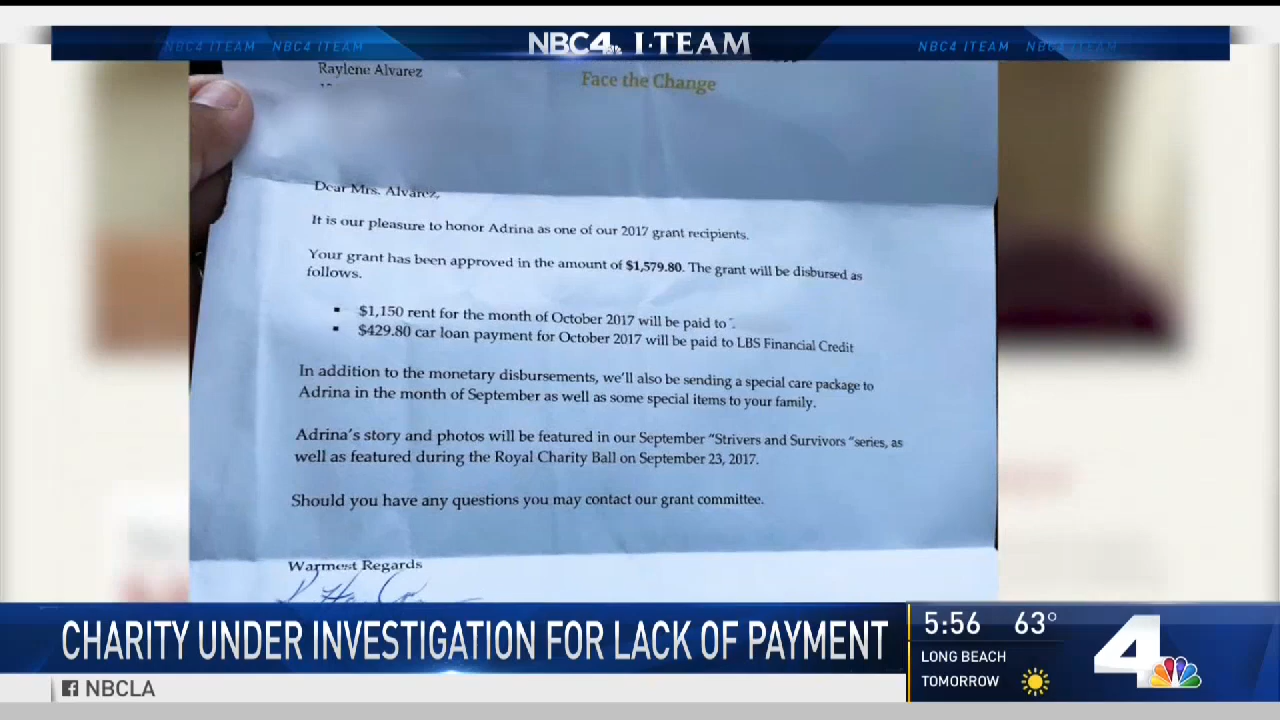 NBC4 ITEAM NBC4 ITEAM NBC4 I-TEAM NBC4 ITEAM NBC4 ITEAM
Raylene Alvarez
Face the Change
Dear Mrs. Alvarez,
It is our pleasure to honor Adrina as one of our 2017 grant recipients.
Your grant has been approved in the amount of $1,579.80. The grant will be disbursed as
follows.
▪ $1,150 rent for the month of October 2017 will be paid to
▪ $429.80 car loan payment for October 2017 will be paid to LBS Financial Credit
In addition to the monetary disbursements, we'll also be sending a special care package to
Adrina in the month of September as well as some special items to your family.
Adrina's story and photos will be featured in our September "Strivers and Survivors "series, as
well as featured during the Royal Charity Ball on September 23, 2017.
Should you have any questions you may contact our grant committee.
Warmest Regards
CHARITY UNDER INVESTIGATION FOR LACK OF PAYMENT
NBCLA
5:56 63°
LONG BEACH
TOMORROW
4